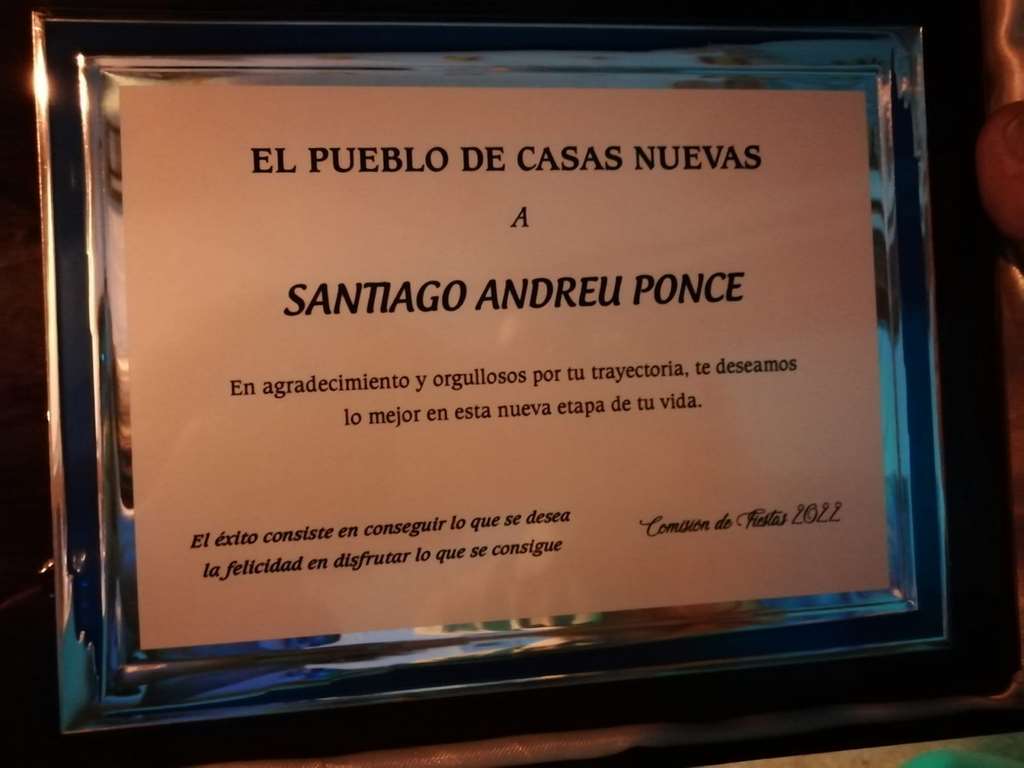 EL PUEBLO DE CASAS NUEVAS
A
SANTIAGO ANDREU PONCE
En agradecimiento y orgullosos por tu trayectoria, te deseamos
lo mejor en esta nueva etapa de tu vida.
El éxito consiste en conseguir lo que se desea
la felicidad en disfrutar lo que se consigue
Comisión de Fiestas 2022